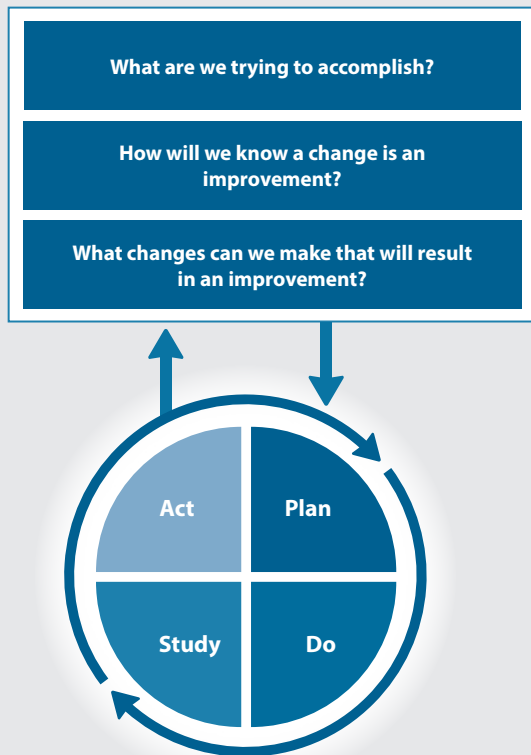 What are we trying to accomplish?
How will we know a change is an
improvement?
What changes can we make that will result
in an improvement?
Act
Plan
Study
Do